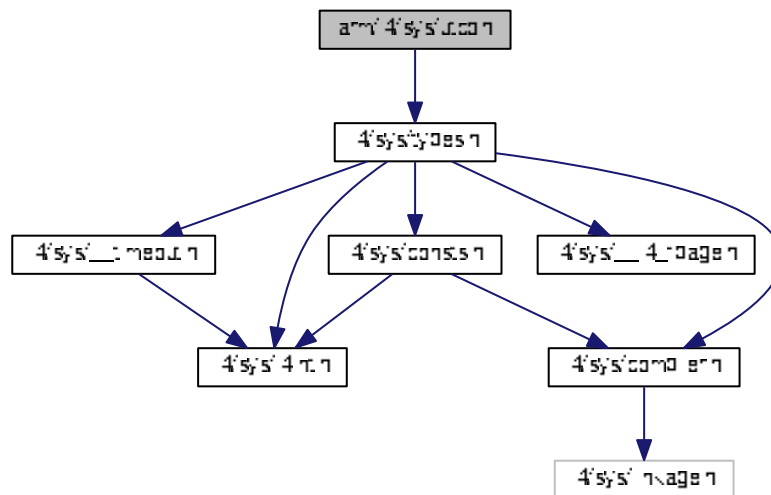 arm/l4/sys/utcb.h
l4/sys/types.h
l4/sys/__timeout.h
l4/sys/consts.h
l4/sys/__l4_fpage.h
l4/sys/l4int.h
l4/sys/compiler.h
l4/sys/linkage.h